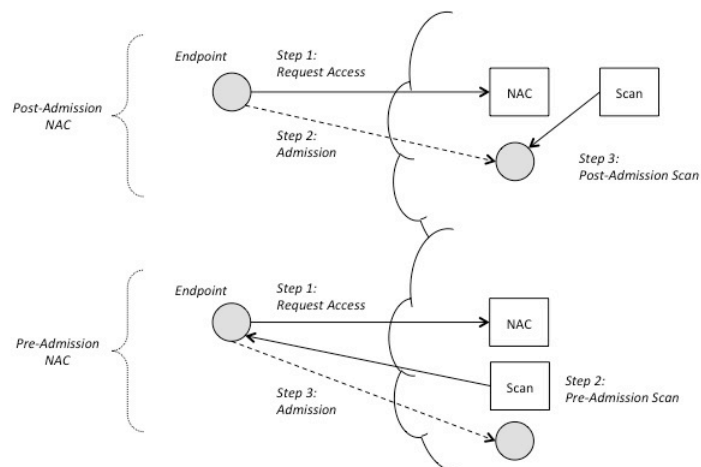 Endpoint
Step 1:
Request Access
Post-Admission
NAC
NAC
Scan
Step 2:
Admission
Step 3:
Post-Admission Scan
Endpoint
Step 1:
Request Access
Pre-Admission
NAC
NAC
Scan
Step 2:
Pre-Admission Scan
Step 3:
Admission